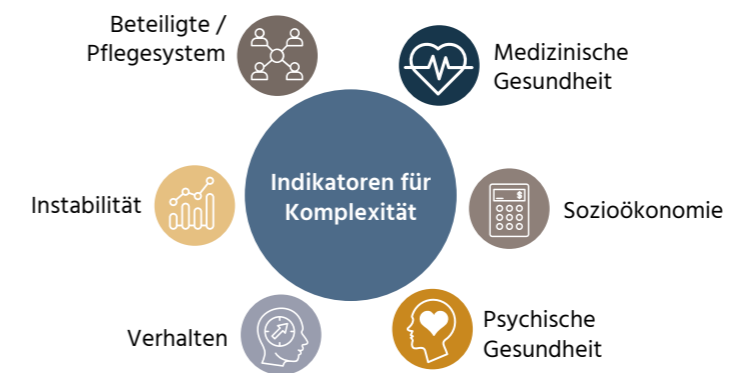 Beteiligte /
Pflegesystem
Medizinische
Gesundheit
Indikatoren für
Komplexität
Instabilität
Sozioökonomie
Verhalten
Psychische
Gesundheit
$